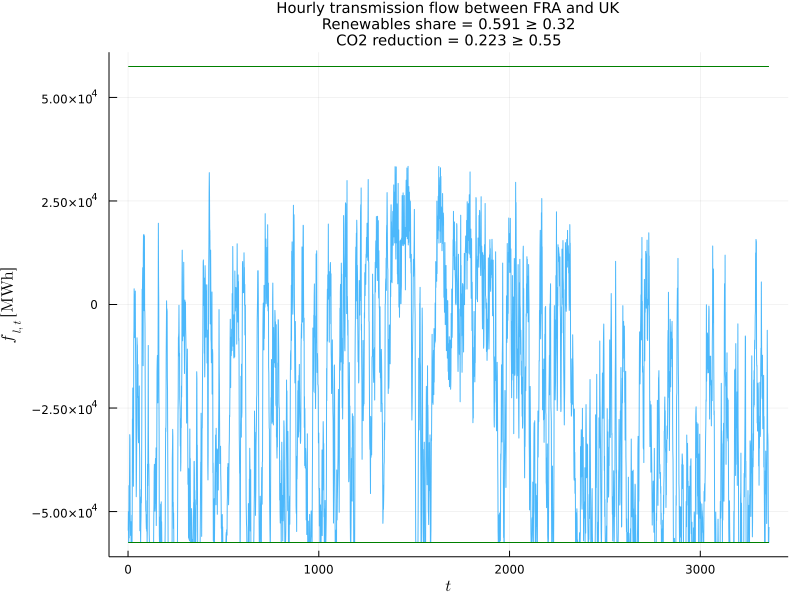 Hourly transmission flow between FRA and UK
Renewables share = 0.591 ≥ 0.32
CO2 reduction = 0.223 ≥ 0.55
5.00×10⁴
2.50×10⁴
0
−2.50×10⁴
−5.00×10⁴
f l,t [MWh]
0 1000 2000 3000
t